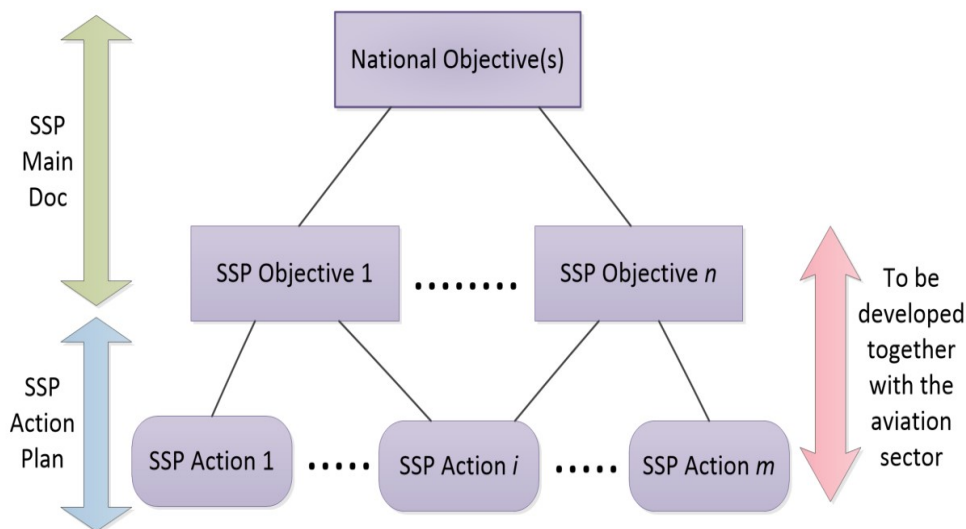 National Objective(s)
SSP
Main
Doc
SSP Objective 1
........
SSP Objective n
To be
developed
together
with the
aviation
sector
SSP
Action
Plan
SSP Action 1
.....
SSP Action i
.....
SSP Action m